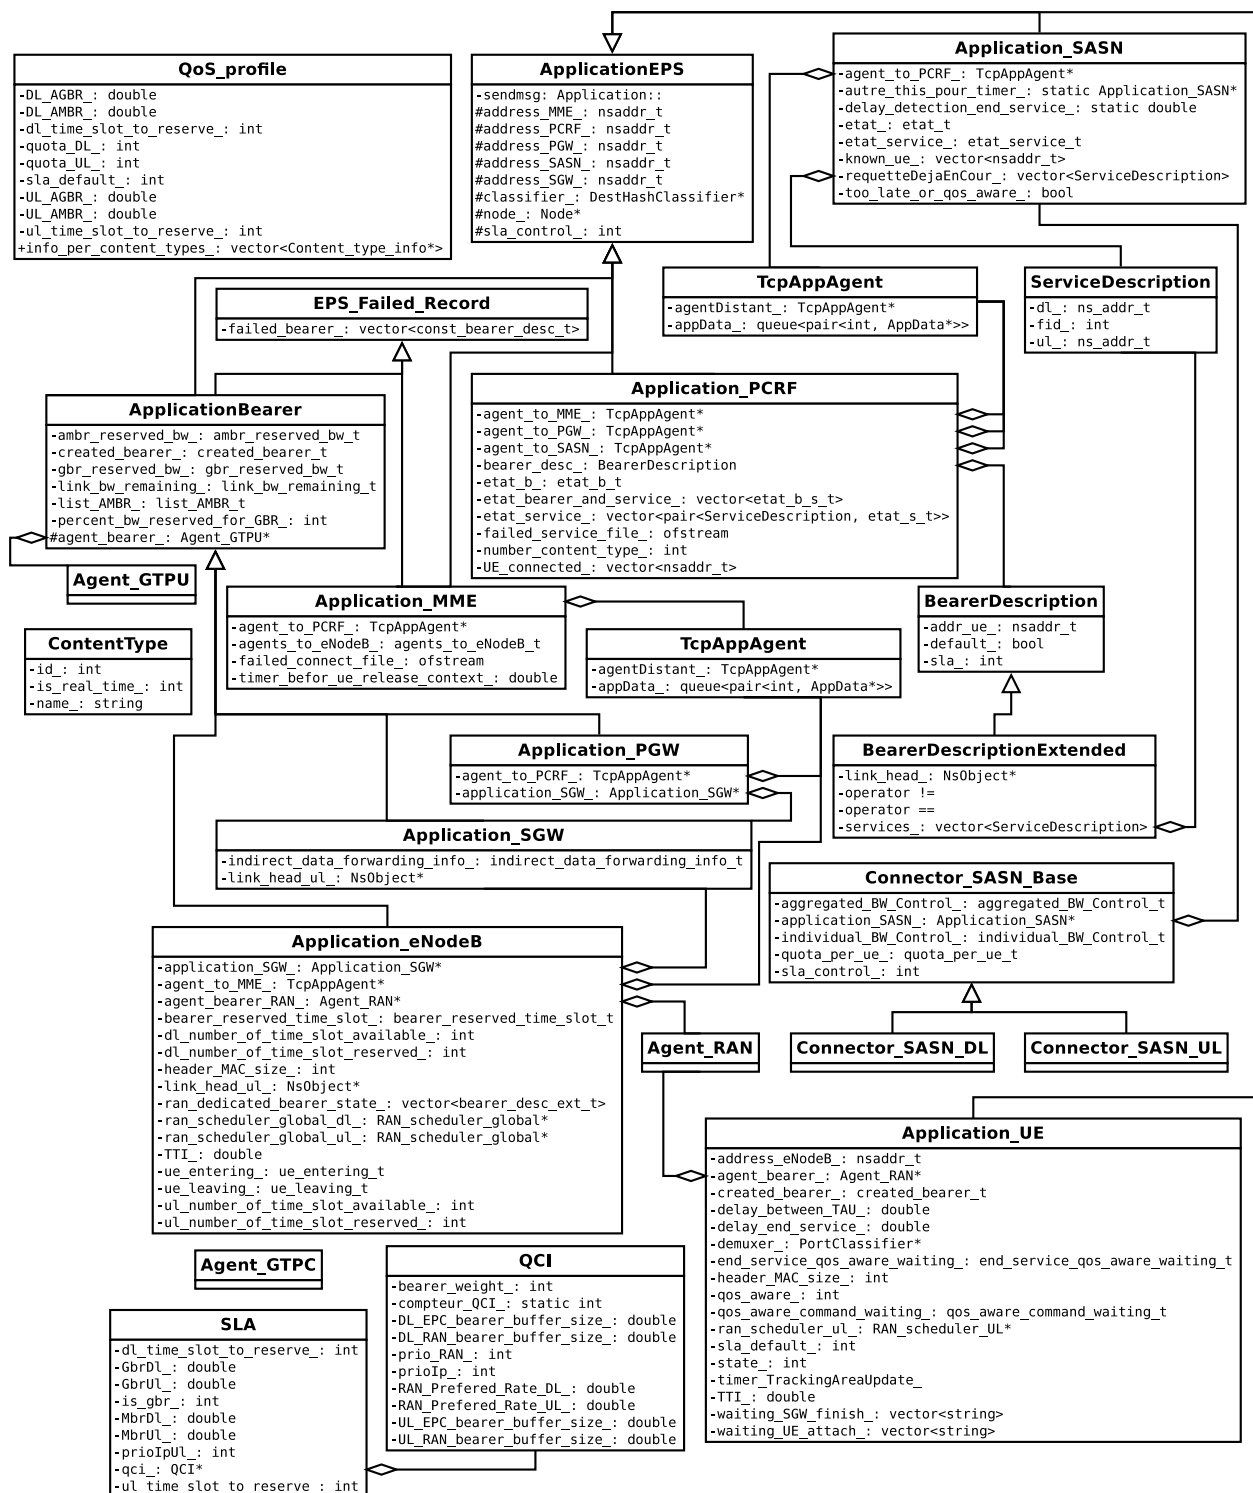 QoS_profile
-DL_AGBR_: double
-DL_AMBR_: double
-dl_time_slot_to_reserve_: int
-quota_DL_: int
-quota_UL_: int
-sla_default_: int
-UL_AGBR_: double
-UL_AMBR_: double
-ul_time_slot_to_reserve_: int
+info_per_content_types_: vector<Content_type_info*>
ApplicationEPS
-sendmsg: Application::
#address_MME_: nsaddr_t
#address_PCRF_: nsaddr_t
#address_PGW_: nsaddr_t
#address_SASN_: nsaddr_t
#address_SGW_: nsaddr_t
#classifier_: DestHashClassifier*
#node_: Node*
#sla_control_: int
Application_SASN
-agent_to_PCRF_: TcpAppAgent*
-autre_this_pour_timer_: static Application_SASN*
-delay_detection_end_service_: static double
-etat_: etat_t
-etat_service_: etat_service_t
-known_ue_: vector<nsaddr_t>
-requetteDejaEnCour_: vector<ServiceDescription>
-too_late_or_qos_aware_: bool
EPS_Failed_Record
-failed_bearer_: vector<const_bearer_desc_t>
TcpAppAgent
-agentDistant_: TcpAppAgent*
-appData_: queue<pair<int, AppData*>>
ServiceDescription
-dl_: ns_addr_t
-fid_: int
-ul_: ns_addr_t
ApplicationBearer
-ambr_reserved_bw_: ambr_reserved_bw_t
-created_bearer_: created_bearer_t
-gbr_reserved_bw_: gbr_reserved_bw_t
-link_bw_remaining_: link_bw_remaining_t
-list_AMBR_: list_AMBR_t
-percent_bw_reserved_for_GBR_: int
#agent_bearer_: Agent_GTPU*
Application_PCRF
-agent_to_MME_: TcpAppAgent*
-agent_to_PGW_: TcpAppAgent*
-agent_to_SASN_: TcpAppAgent*
-bearer_desc_: BearerDescription
-etat_b_: etat_b_t
-etat_bearer_and_service_: vector<etat_b_s_t>
-etat_service_: vector<pair<ServiceDescription, etat_s_t>>
-failed_service_file_: ofstream
-number_content_type_: int
-UE_connected_: vector<nsaddr_t>
Agent_GTPU
Application_MME
-agent_to_PCRF_: TcpAppAgent*
-agents_to_eNodeB_: agents_to_eNodeB_t
-failed_connect_file_: ofstream
-timer_befor_ue_release_context_: double
BearerDescription
-addr_ue_: nsaddr_t
-default_: bool
-sla_: int
ContentType
-id_: int
-is_real_time_: int
-name_: string
TcpAppAgent
-agentDistant_: TcpAppAgent*
-appData_: queue<pair<int, AppData*>>
Application_PGW
-agent_to_PCRF_: TcpAppAgent*
-application_SGW_: Application_SGW*
BearerDescriptionExtended
-link_head_: NsObject*
-operator !=
-operator ==
-services_: vector<ServiceDescription>
Application_SGW
-indirect_data_forwarding_info_: indirect_data_forwarding_info_t
-link_head_ul_: NsObject*
Connector_SASN_Base
-aggregated_BW_Control_: aggregated_BW_Control_t
-application_SASN_: Application_SASN*
-individual_BW_Control_: individual_BW_Control_t
-quota_per_ue_: quota_per_ue_t
-sla_control_: int
Application_eNodeB
-application_SGW_: Application_SGW*
-agent_to_MME_: TcpAppAgent*
-agent_bearer_RAN_: Agent_RAN*
-bearer_reserved_time_slot_: bearer_reserved_time_slot_t
-dl_number_of_time_slot_available_: int
-dl_number_of_time_slot_reserved_: int
-header_MAC_size_: int
-link_head_ul_: NsObject*
-ran_dedicated_bearer_state_: vector<bearer_desc_ext_t>
-ran_scheduler_global_dl_: RAN_scheduler_global*
-ran_scheduler_global_ul_: RAN_scheduler_global*
-TTI_: double
-ue_entering_: ue_entering_t
-ue_leaving_: ue_leaving_t
-ul_number_of_time_slot_available_: int
-ul_number_of_time_slot_reserved_: int
Agent_RAN
Connector_SASN_DL
Connector_SASN_UL
Application_UE
-address_eNodeB_: nsaddr_t
-agent_bearer_: Agent_RAN*
-created_bearer_: created_bearer_t
-delay_between_TAU_: double
-delay_end_service_: double
-demuxer_: PortClassifier*
-end_service_qos_aware_waiting_: end_service_qos_aware_waiting_t
-header_MAC_size_: int
-qos_aware_: int
-qos_aware_command_waiting_: qos_aware_command_waiting_t
-ran_scheduler_ul_: RAN_scheduler_UL*
-sla_default_: int
-state_: int
-timer_TrackingAreaUpdate_
-TTI_: double
-waiting_SGW_finish_: vector<string>
-waiting_UE_attach_: vector<string>
Agent_GTPC
QCI
-bearer_weight_: int
-compteur_QCI_: static int
-DL_EPC_bearer_buffer_size_: double
-DL_RAN_bearer_buffer_size_: double
-prio_RAN_: int
-prioIp_: int
-RAN_Prefered_Rate_DL_: double
-RAN_Prefered_Rate_UL_: double
-UL_EPC_bearer_buffer_size_: double
-UL_RAN_bearer_buffer_size_: double
SLA
-dl_time_slot_to_reserve_: int
-GbrDl_: double
-GbrUl_: double
-is_gbr_: int
-MbrDl_: double
-MbrUl_: double
-prioIpUl_: int
-qci_: QCI*
-ul_time_slot_to_reserve_: int